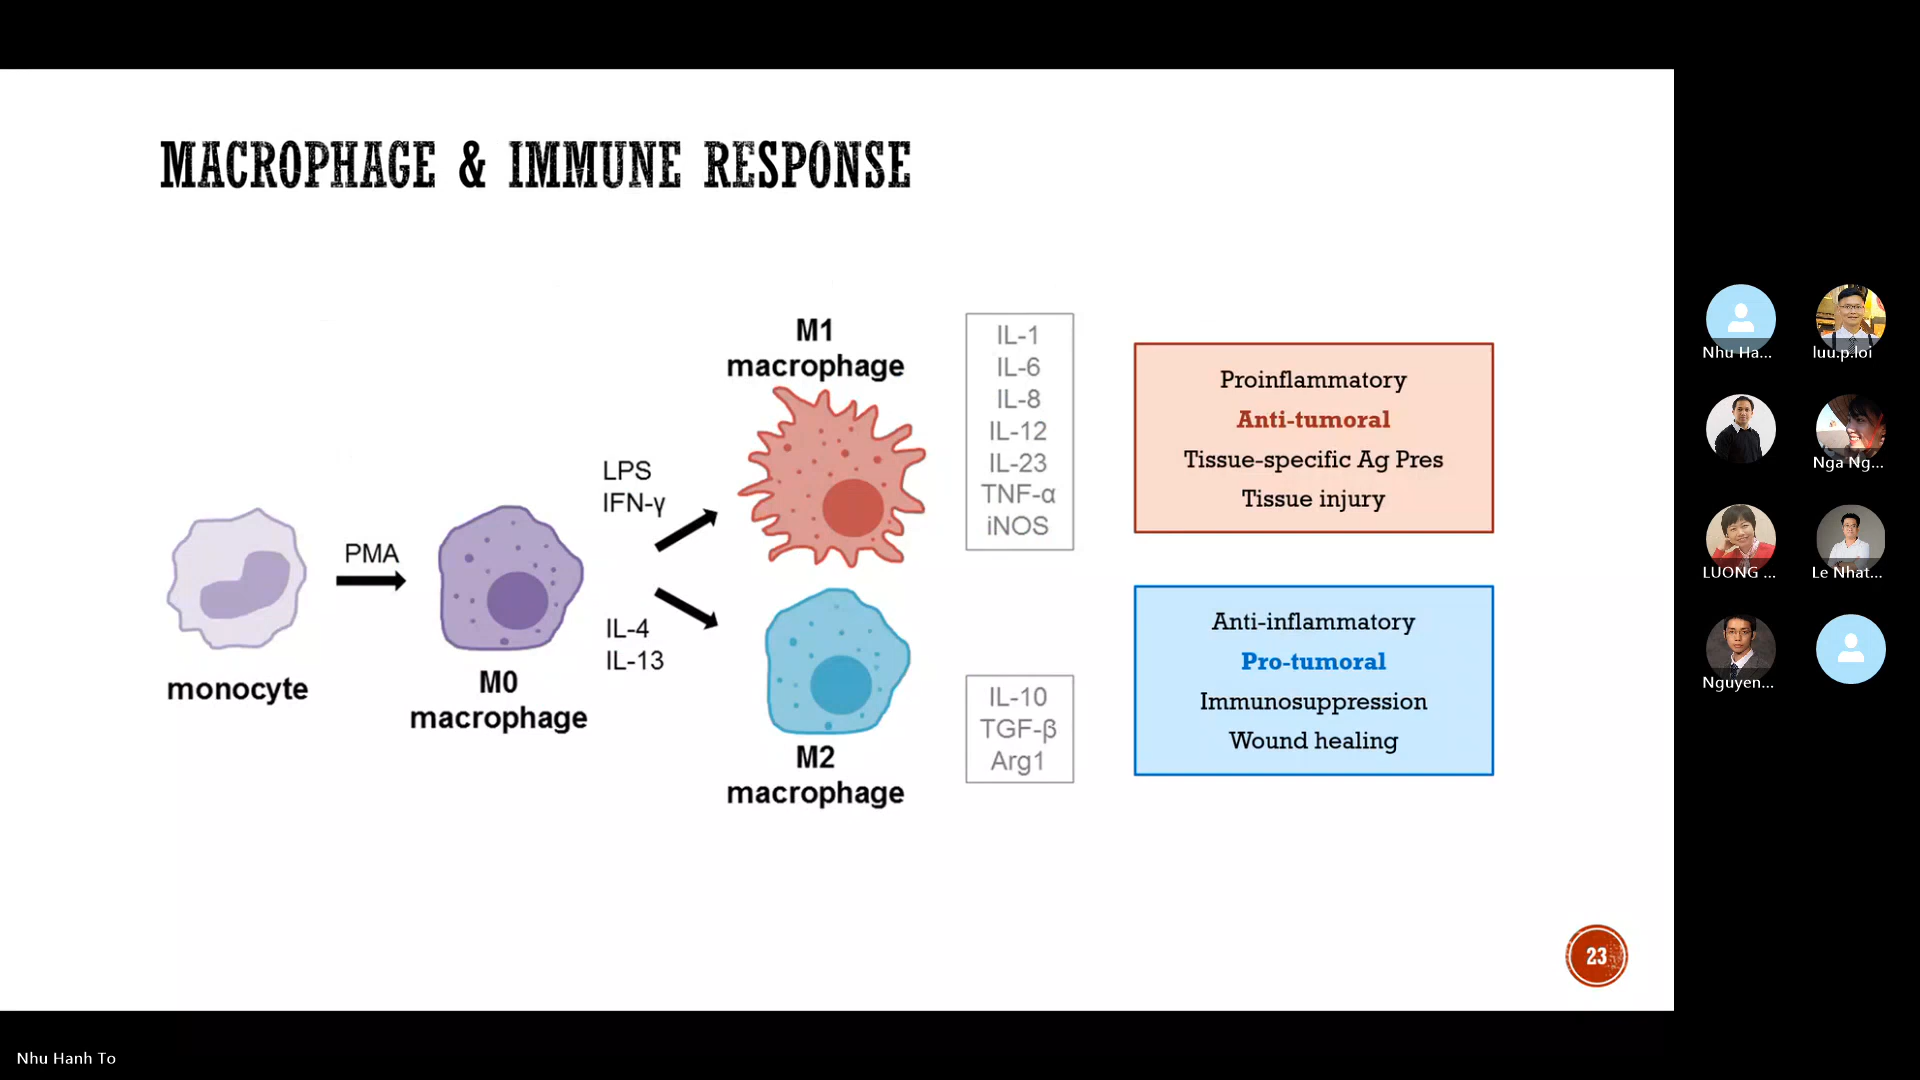 MACROPHAGE & IMMUNE RESPONSE
monocyte
PMA
M0
macrophage
LPS
IFN-γ
IL-4
IL-13
M1
macrophage
M2
macrophage
IL-1
IL-6
IL-8
IL-12
IL-23
TNF-α
iNOS
IL-10
TGF-β
Arg1
Proinflammatory
Anti-tumoral
Tissue-specific Ag Pres
Tissue injury
Anti-inflammatory
Pro-tumoral
Immunosuppression
Wound healing
23
Nhu Ha...
luu.p.loi
Nga Ng...
LUONG ...
Le Nhat...
Nguyen...
Nhu Hanh To